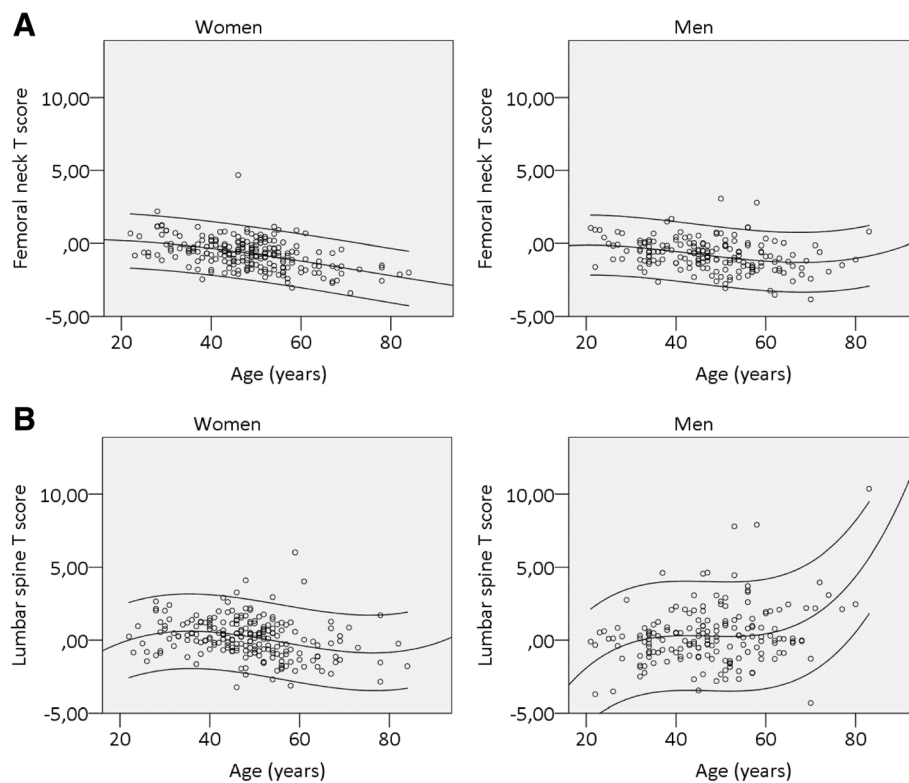 A
Women
Men
Femoral neck T score
10,00
5,00
,00
-5,00
20 40 60 80
Age (years)
Femoral neck T score
10,00
5,00
,00
-5,00
20 40 60 80
Age (years)
B
Women
Men
Lumbar spine T score
10,00
5,00
,00
-5,00
20 40 60 80
Age (years)
Lumbar spine T score
10,00
5,00
,00
-5,00
20 40 60 80
Age (years)